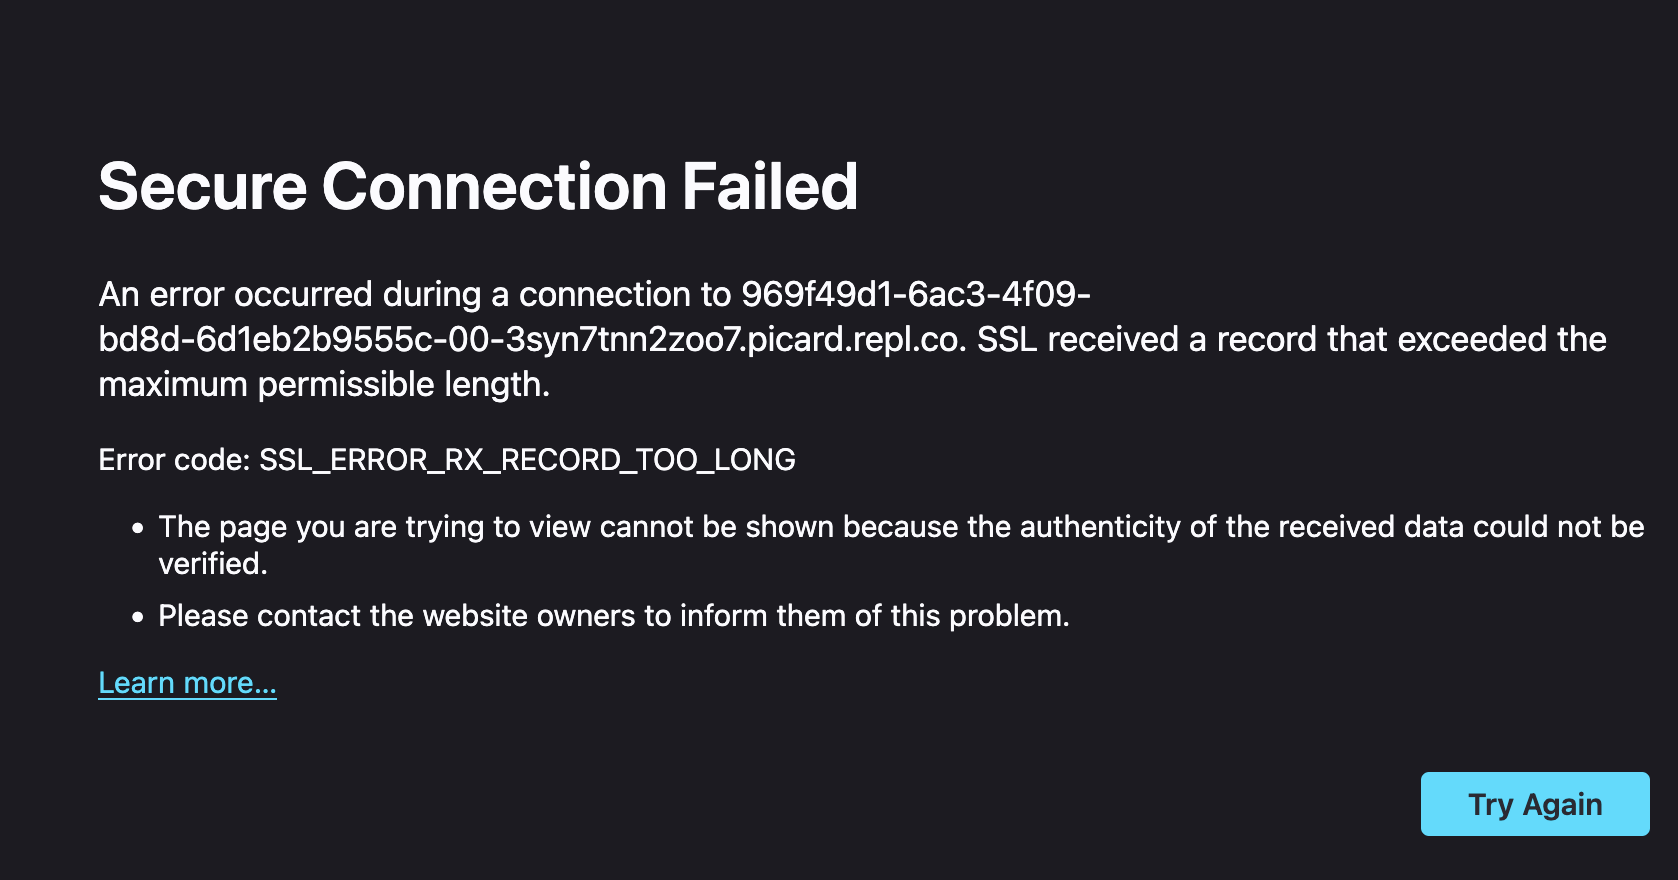 Secure Connection Failed
An error occurred during a connection to 969f49d1-6ac3-4f09-
bd8d-6d1eb2b9555c-00-3syn7tnn2zoo7.picard.repl.co. SSL received a record that exceeded the
maximum permissible length.
Error code: SSL_ERROR_RX_RECORD_TOO_LONG
• The page you are trying to view cannot be shown because the authenticity of the received data could not be
verified.
• Please contact the website owners to inform them of this problem.
Learn more…
Try Again